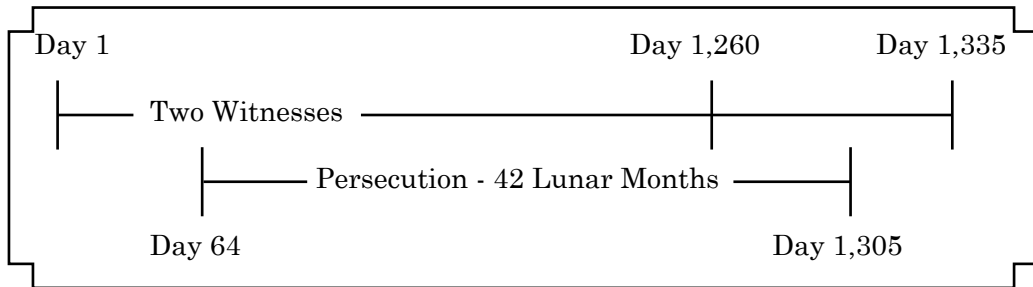 Day 1 Day 1,260 Day 1,335
Two Witnesses
Persecution - 42 Lunar Months
Day 64 Day 1,305